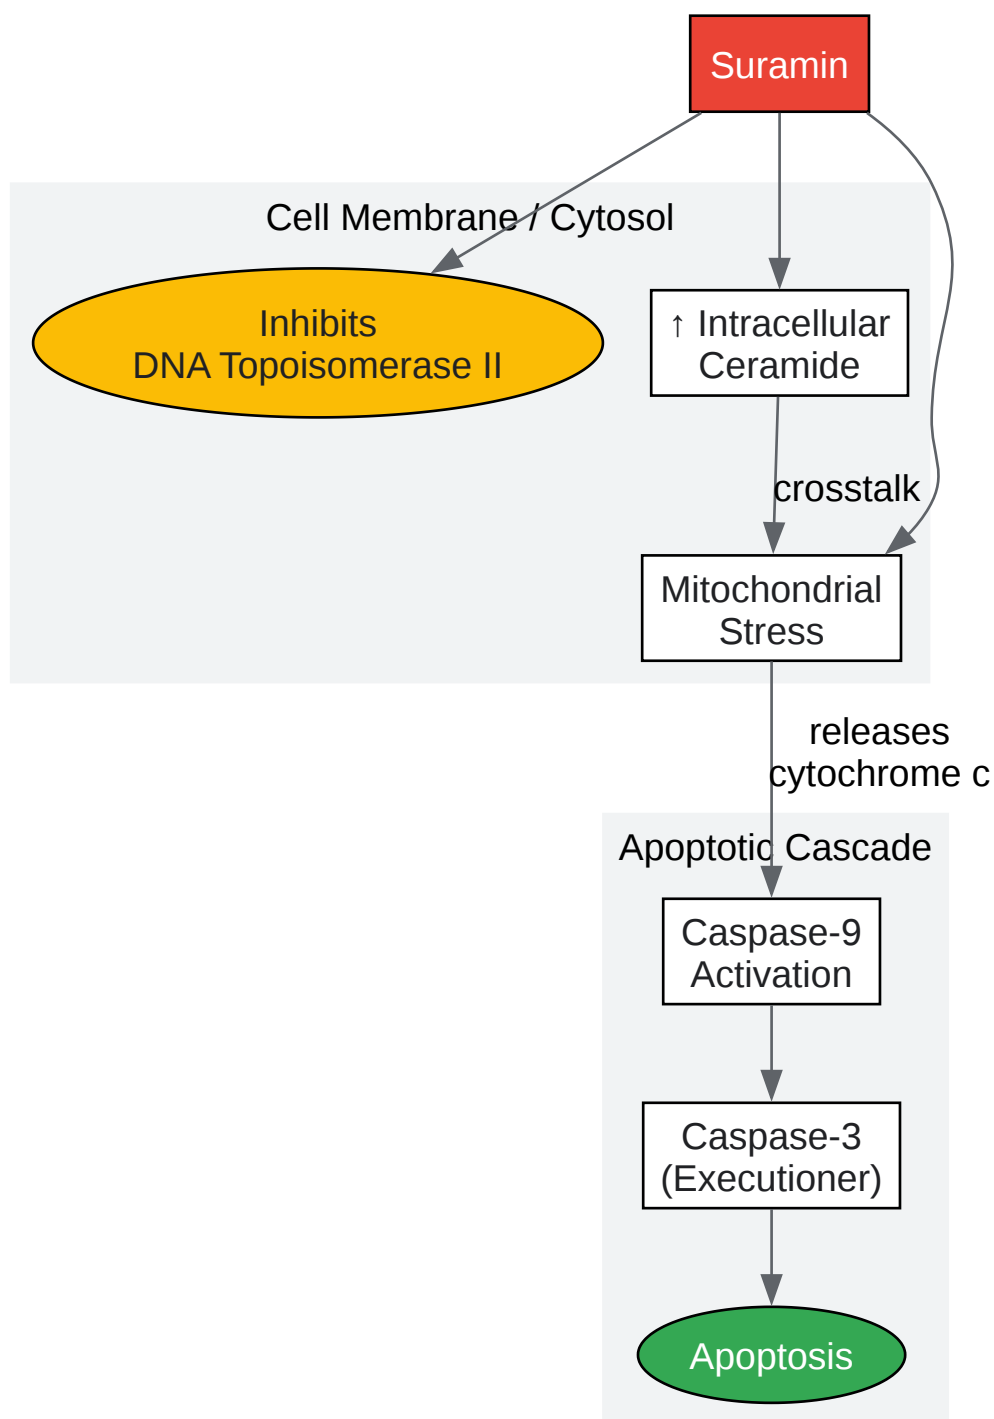 Suramin
Cell Membrane / Cytosol
Inhibits
DNA Topoisomerase II
↑ Intracellular
Ceramide
crosstalk
Mitochondrial
Stress
releases
cytochrome c
Apoptotic Cascade
Caspase-9
Activation
Caspase-3
(Executioner)
Apoptosis